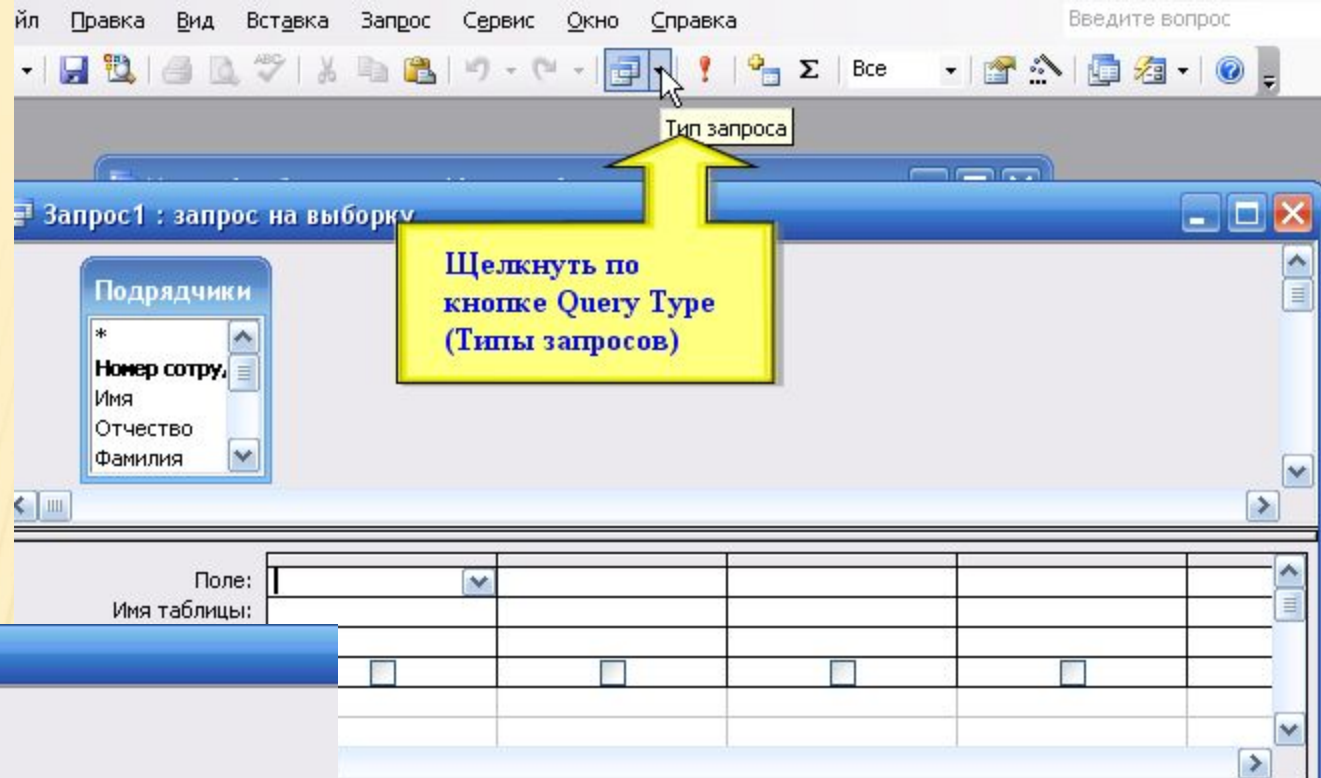 йл Правка Вид Вставка Запрос Сервис Окно Справка Введите вопрос
Все
Тип запроса
Запрос1 : запрос на выборку
Щелкнуть по
кнопке Query Type
(Типы запросов)
Подрядчики
*
Номер сотру
Имя
Отчество
Фамилия
Поле:
Имя таблицы: